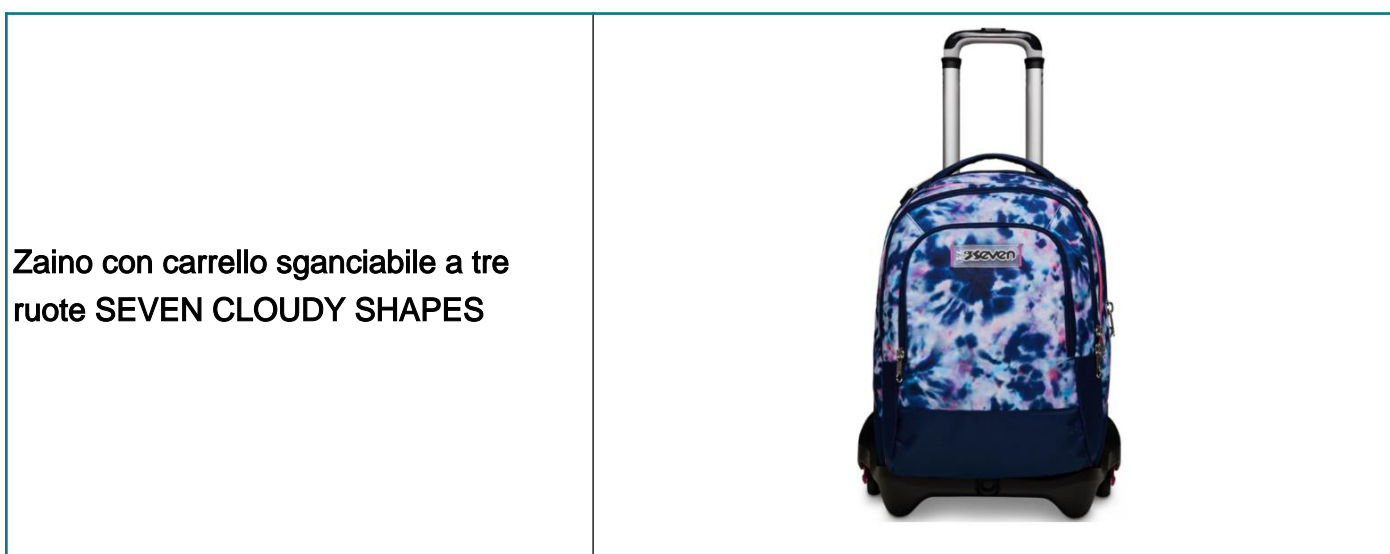 Zaino con carrello sganciabile a tre
ruote SEVEN CLOUDY SHAPES
seven